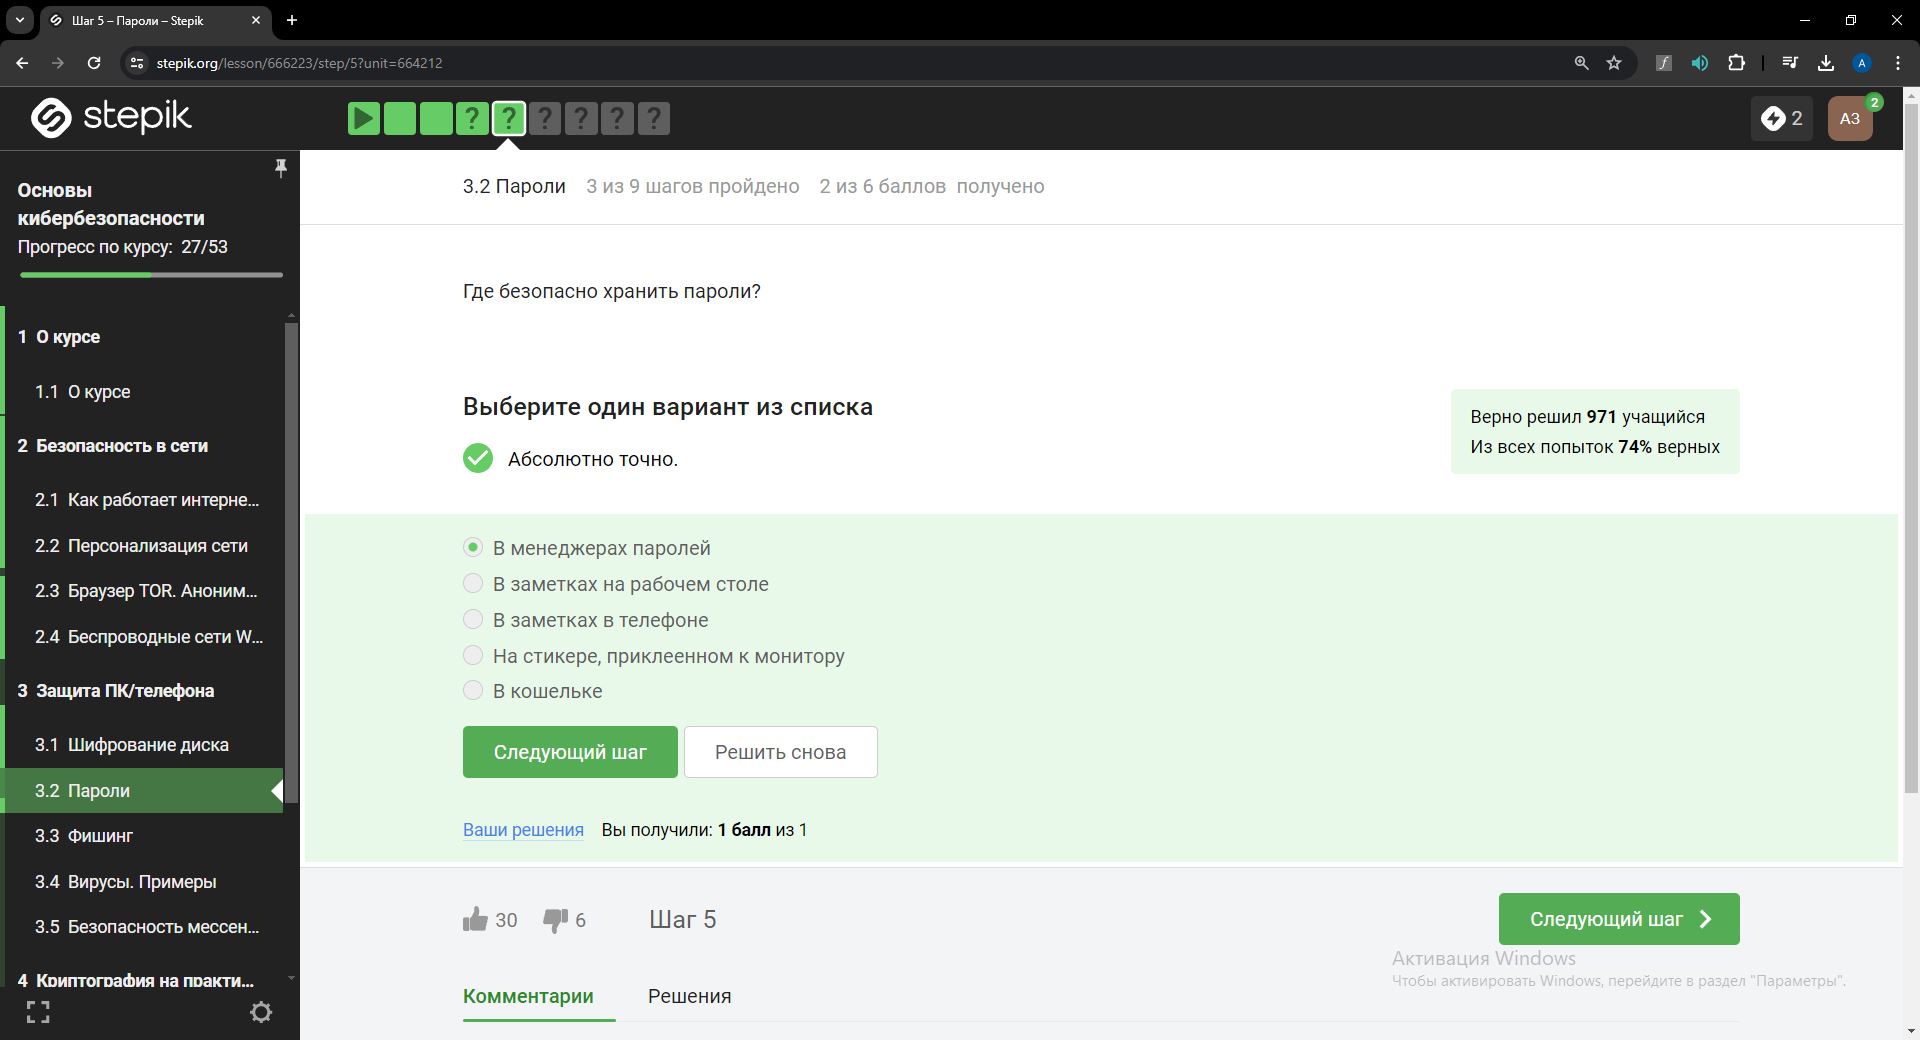 Шаг 5 – Пароли – Stepik
stepik.org/lesson/666223/step/5?unit=664212
A
stepik
? ? ? ? ? ?
2
АЗ
2
Основы
кибербезопасности
Прогресс по курсу: 27/53
1 О курсе
1.1 О курсе
2 Безопасность в сети
2.1 Как работает интерне...
2.2 Персонализация сети
2.3 Браузер TOR. Аноним...
2.4 Беспроводные сети W...
3 Защита ПК/телефона
3.1 Шифрование диска
3.2 Пароли
3.3 Фишинг
3.4 Вирусы. Примеры
3.5 Безопасность мессен...
4 Криптография на практи...
3.2 Пароли 3 из 9 шагов пройдено 2 из 6 баллов получено
Где безопасно хранить пароли?
Выберите один вариант из списка
Абсолютно точно.
Верно решил 971 учащийся
Из всех попыток 74% верных
В менеджерах паролей
В заметках на рабочем столе
В заметках в телефоне
На стикере, приклеенном к монитору
В кошельке
Следующий шаг
Решить снова
Ваши решения Вы получили: 1 балл из 1
30
6
Шаг 5
Следующий шаг
Активация Windows
Чтобы активировать Windows, перейдите в раздел "Параметры".
Комментарии
Решения